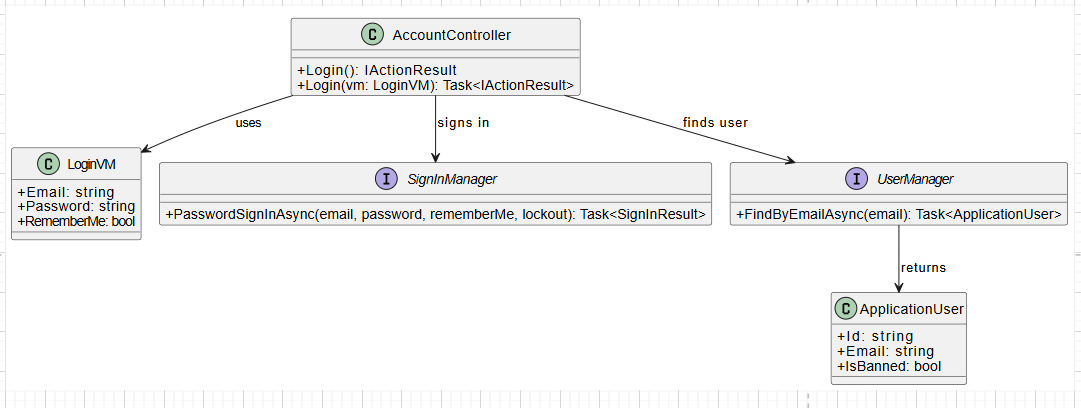 C AccountController
+Login(): IActionResult
+Login(vm: LoginVM): Task<IActionResult>
uses
signs in
finds user
C LoginVM
+Email: string
+Password: string
+RememberMe: bool
I SignInManager
+PasswordSignInAsync(email, password, rememberMe, lockout): Task<SignInResult>
I UserManager
+FindByEmailAsync(email): Task<ApplicationUser>
returns
C ApplicationUser
+Id: string
+Email: string
+IsBanned: bool